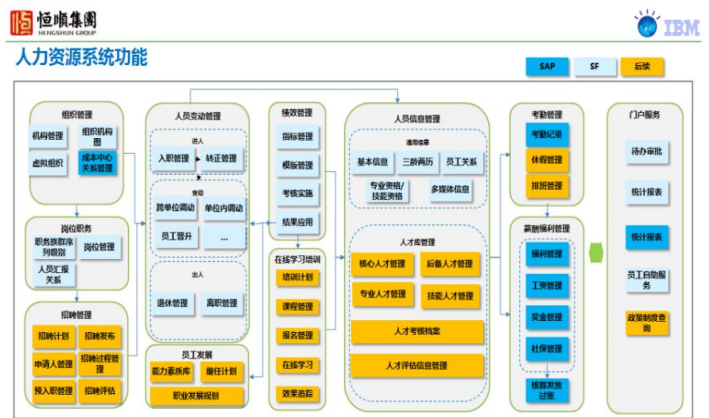 恒顺集團
HENGSHUN GROUP
IBM
人力资源系统功能
SAP
SF
后续
组织管理
机构管理
组织机构
图
虚拟组织
成本中心
关系管理
岗位职务
职务族群序
列级别
岗位管理
人员汇报
关系
招聘管理
招聘计划
招聘发布
申请人管理
招聘过程管
理
预入职管理
招聘评估
人员变动管理
进入
入职管理
转正管理
变动
跨单位调动
单位内调动
员工晋升
...
出入
退休管理
离职管理
员工发展
能力素质库
继任计划
职业发展规划
绩效管理
指标管理
模版管理
考核实施
结果应用
在线学习培训
培训计划
课程管理
报名管理
在线学习
效果追踪
人员信息管理
通用信息
基本信息
三龄两历
员工关系
专业资格/
技能资格
多媒体信息
人才库管理
核心人才管理
后备人才管理
专业人才管理
技能人才管理
人才考核档案
人才评估信息管理
考勤管理
考勤记录
休假管理
排班管理
薪酬福利管理
福利管理
工资管理
奖金管理
社保管理
核算发放
过账
门户服务
待办审批
统计报表
统计报表
员工自助服
务
政策制度查
询